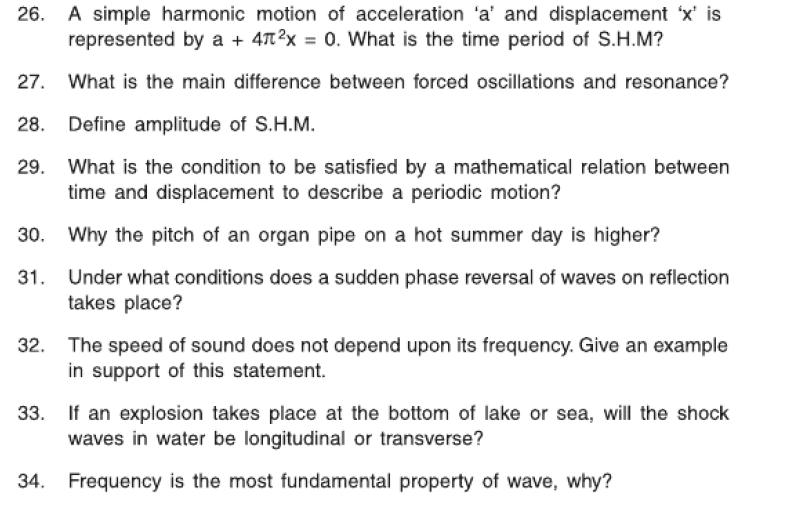 26. A simple harmonic motion of acceleration ‘a’ and displacement ‘x’ is
represented by a + 4π²x = 0. What is the time period of S.H.M?
27. What is the main difference between forced oscillations and resonance?
28. Define amplitude of S.H.M.
29. What is the condition to be satisfied by a mathematical relation between
time and displacement to describe a periodic motion?
30. Why the pitch of an organ pipe on a hot summer day is higher?
31. Under what conditions does a sudden phase reversal of waves on reflection
takes place?
32. The speed of sound does not depend upon its frequency. Give an example
in support of this statement.
33. If an explosion takes place at the bottom of lake or sea, will the shock
waves in water be longitudinal or transverse?
34. Frequency is the most fundamental property of wave, why?